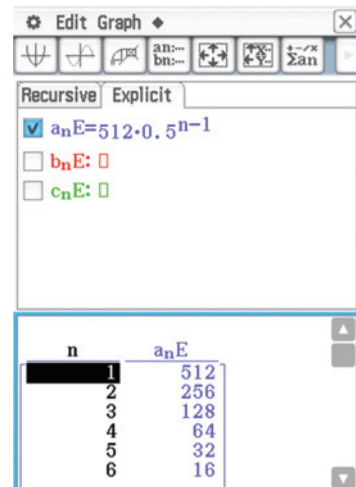 Edit Graph
an:··· bn:··· Σan
Recursive Explicit
aₙE=512·0.5ⁿ⁻¹
bₙE:
cₙE:
n aₙE
1 512
2 256
3 128
4 64
5 32
6 16